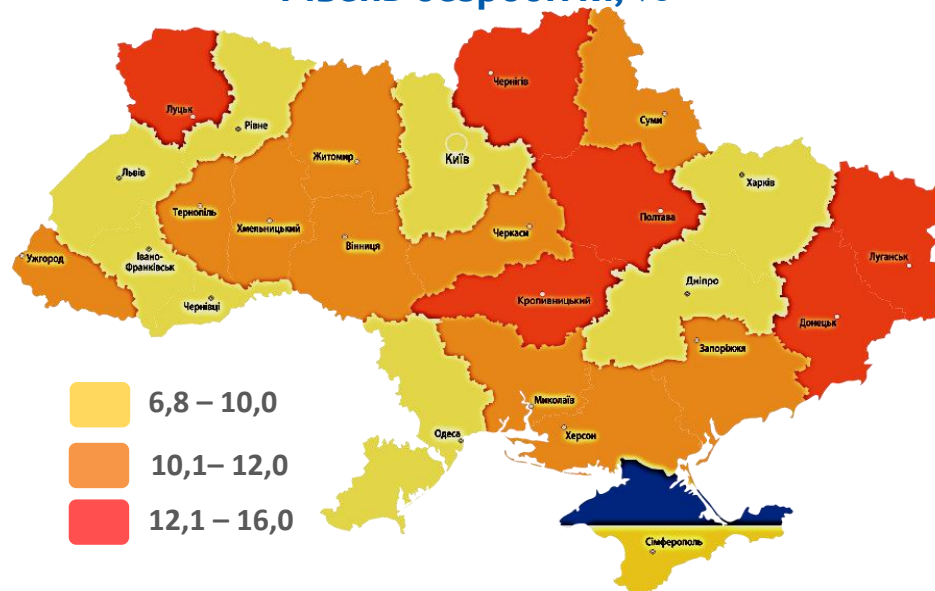 Рівень безробіття, %
Чернігів
Луцьк
Суми
Рівне
Київ
Житомир
Львів
Харків
Тернопіль
Полтава
Хмельницький
Черкаси
Вінниця
Ужгород
Івано-
Франківськ
Луганськ
Дніпро
Чернівці
Кропивницький
Донецьк
Запоріжжя
6,8 – 10,0
Миколаїв
Одеса
Херсон
10,1– 12,0
12,1 – 16,0
Сімферополь